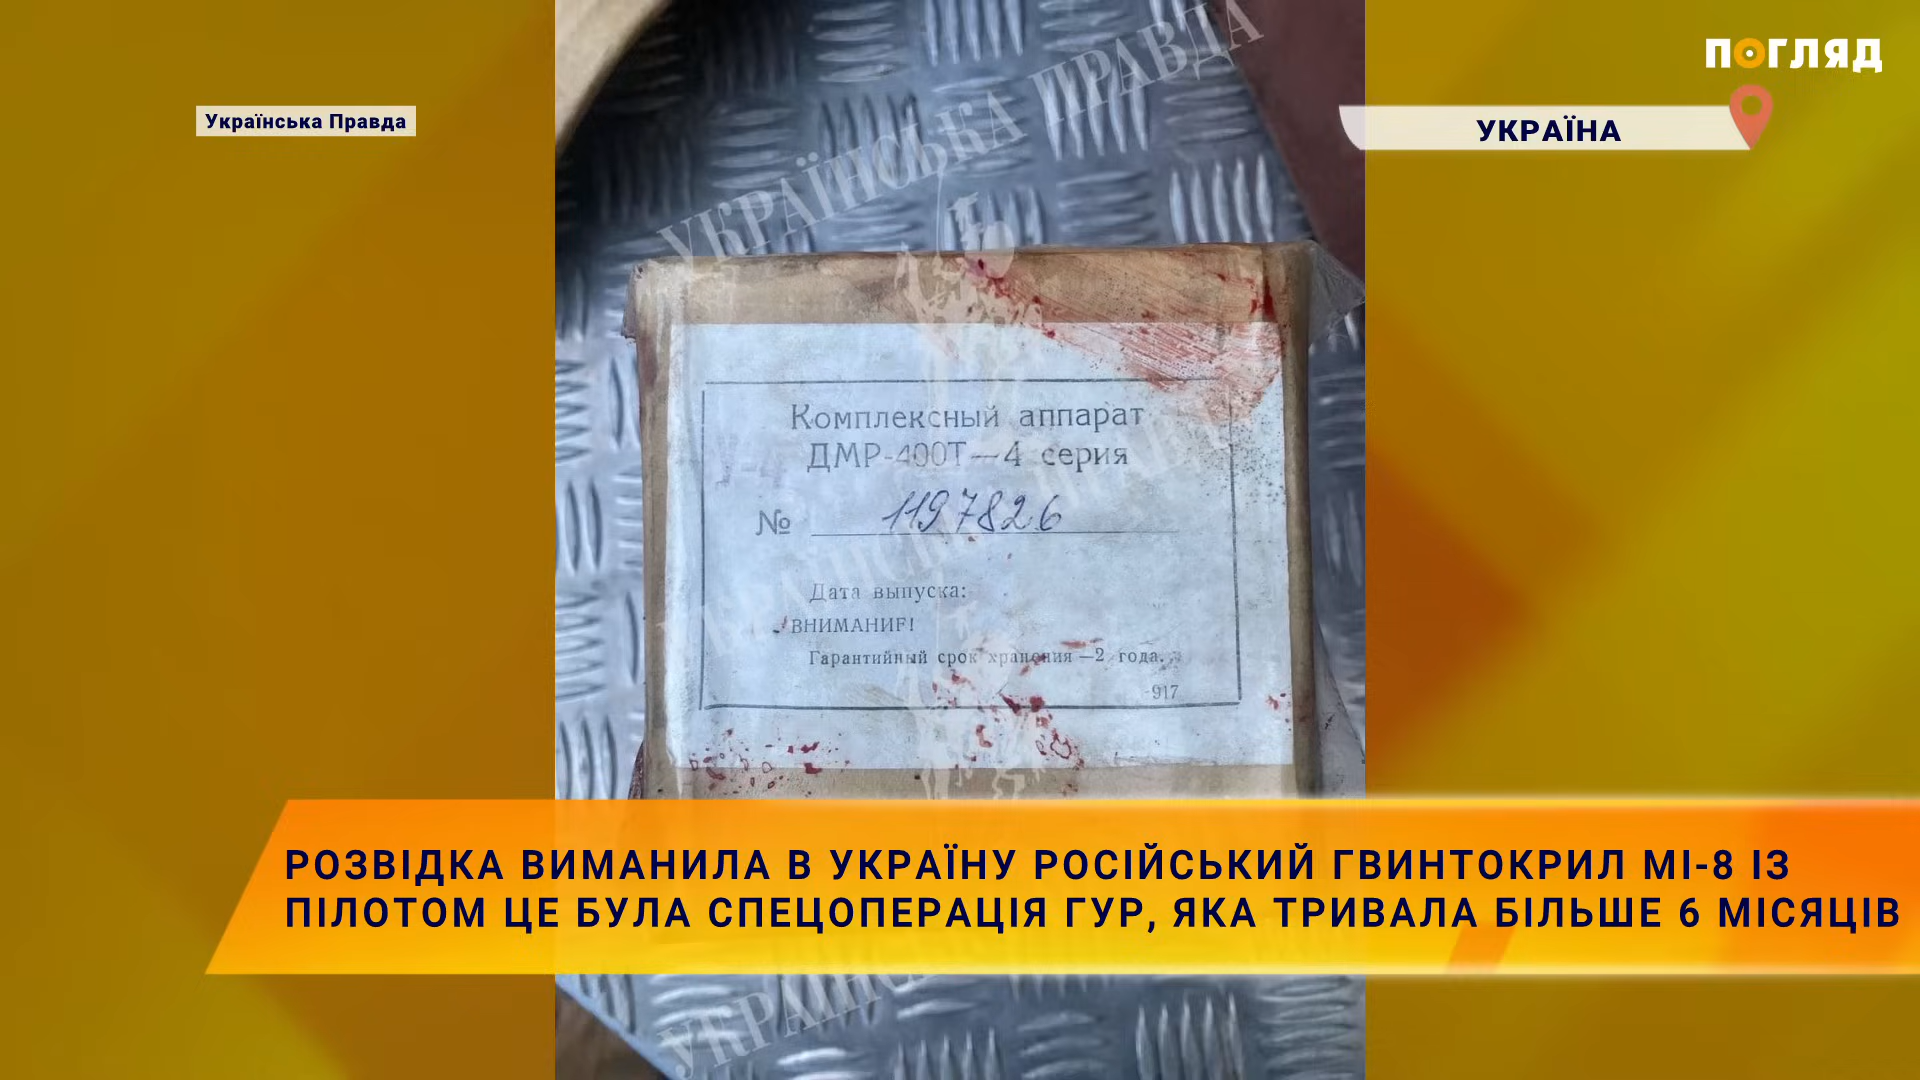 ПОГЛЯД
Українська Правда
УКРАЇНА
УКРАЇНСЬКА ПРАВДА
Комплексный аппарат
ДМР-400Т—4 серия
№ 1197826
Дата выпуска:
ВНИМАНИЕ!
Гарантийный срок хранения —2 года.
917
РОЗВІДКА ВИМАНИЛА В УКРАЇНУ РОСІЙСЬКИЙ ГВИНТОКРИЛ МІ-8 ІЗ
ПІЛОТОМ ЦЕ БУЛА СПЕЦОПЕРАЦІЯ ГУР, ЯКА ТРИВАЛА БІЛЬШЕ 6 МІСЯЦІВ